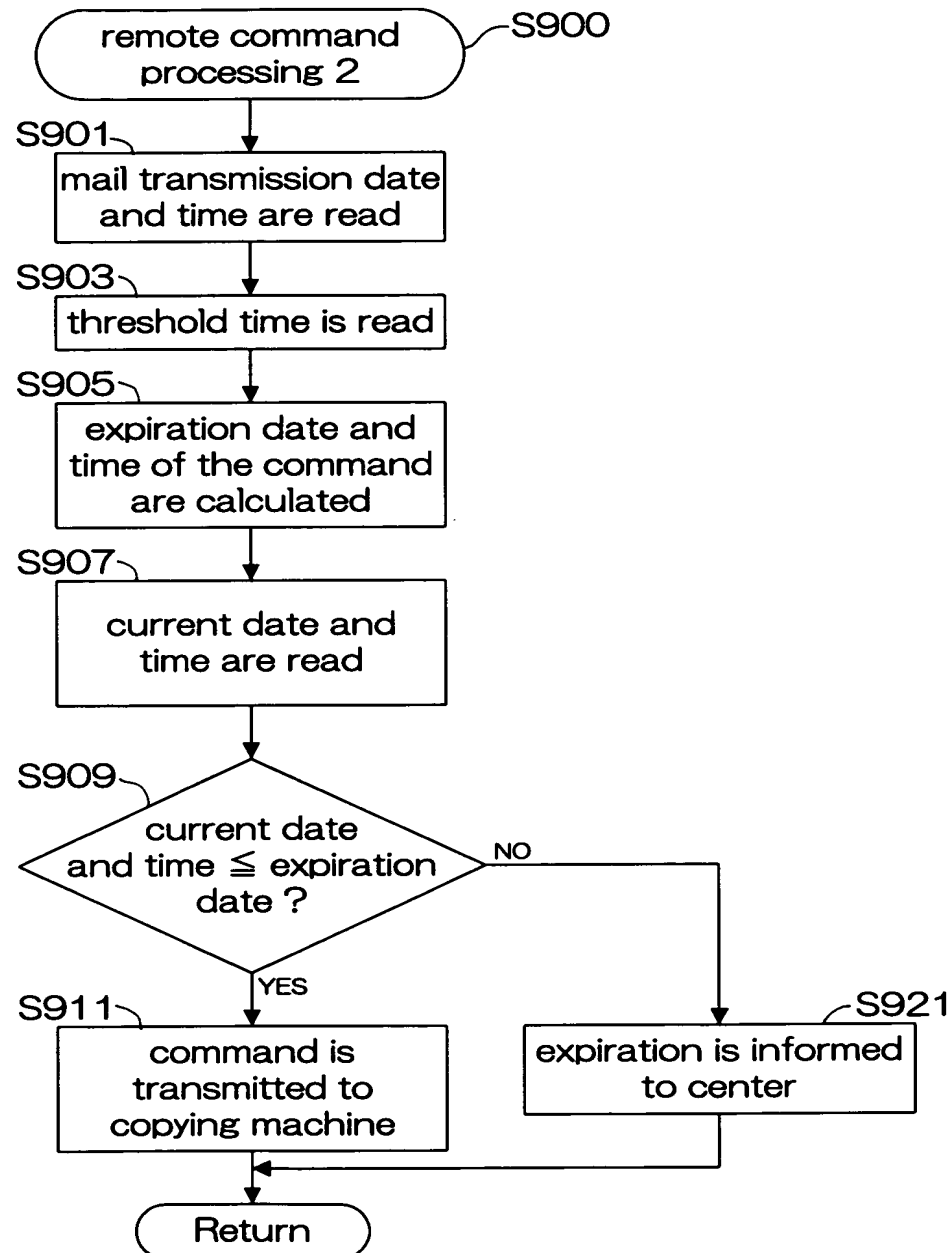 remote command
processing 2
S900
S901
mail transmission date
and time are read
S903
threshold time is read
S905
expiration date and
time of the command
are calculated
S907
current date and
time are read
S909
current date
and time ≦ expiration
date ?
NO
YES
S911
command is
transmitted to
copying machine
S921
expiration is informed
to center
Return